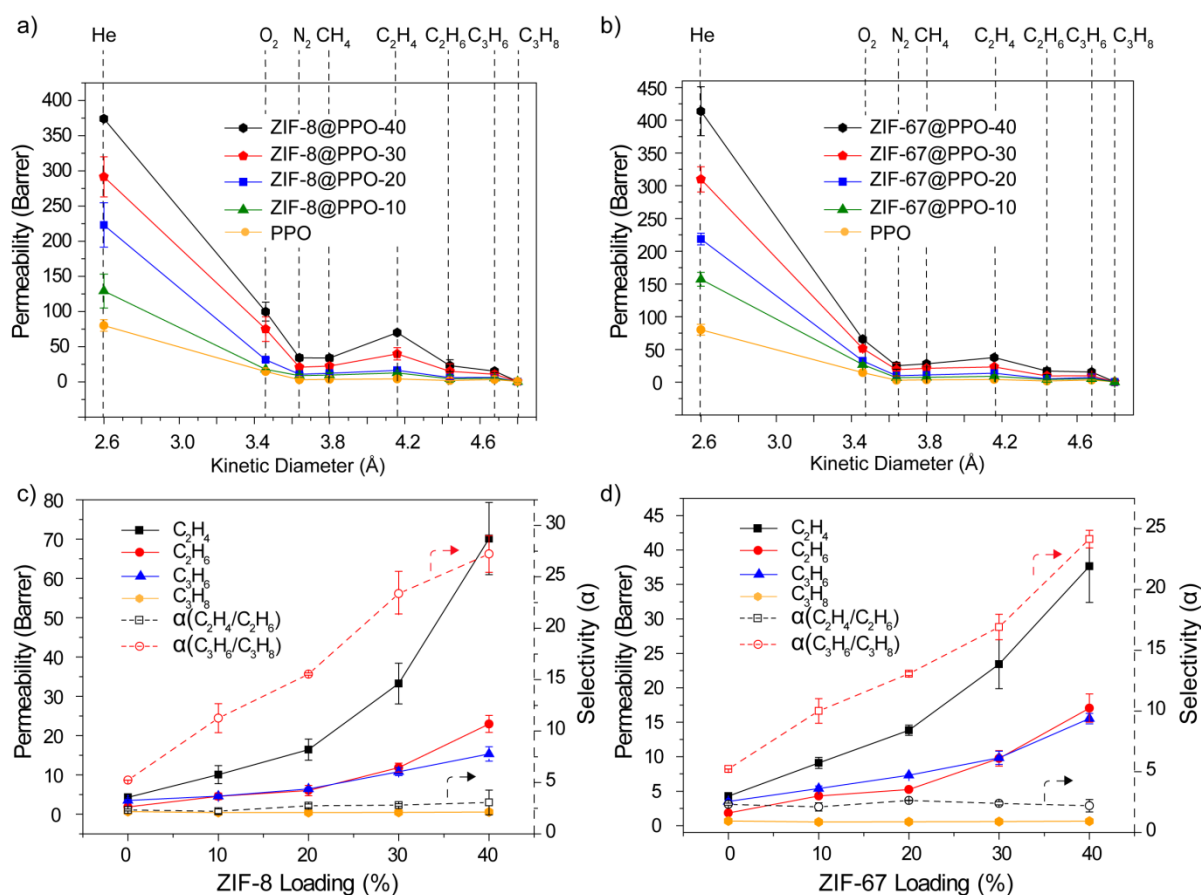 a)
He O₂ N₂ CH₄ C₂H₄ C₂H₆ C₃H₆ C₃H₈
Permeability (Barrer)
400
350
300
250
200
150
100
50
0
ZIF-8@PPO-40
ZIF-8@PPO-30
ZIF-8@PPO-20
ZIF-8@PPO-10
PPO
2.6 3.0 3.4 3.8 4.2 4.6
Kinetic Diameter (Å)
b)
He O₂ N₂ CH₄ C₂H₄ C₂H₆ C₃H₆ C₃H₈
Permeability (Barrer)
450
400
350
300
250
200
150
100
50
0
ZIF-67@PPO-40
ZIF-67@PPO-30
ZIF-67@PPO-20
ZIF-67@PPO-10
PPO
2.6 3.0 3.4 3.8 4.2 4.6
Kinetic Diameter (Å)
c)
Permeability (Barrer)
80
70
60
50
40
30
20
10
0
C₂H₄
C₂H₆
C₃H₆
C₃H₈
α(C₂H₄/C₂H₆)
α(C₃H₆/C₃H₈)
30
25
20
15
10
5
0
Selectivity (α)
0 10 20 30 40
ZIF-8 Loading (%)
d)
Permeability (Barrer)
45
40
35
30
25
20
15
10
5
0
C₂H₄
C₂H₆
C₃H₆
C₃H₈
α(C₂H₄/C₂H₆)
α(C₃H₆/C₃H₈)
25
20
15
10
5
0
Selectivity (α)
0 10 20 30 40
ZIF-67 Loading (%)